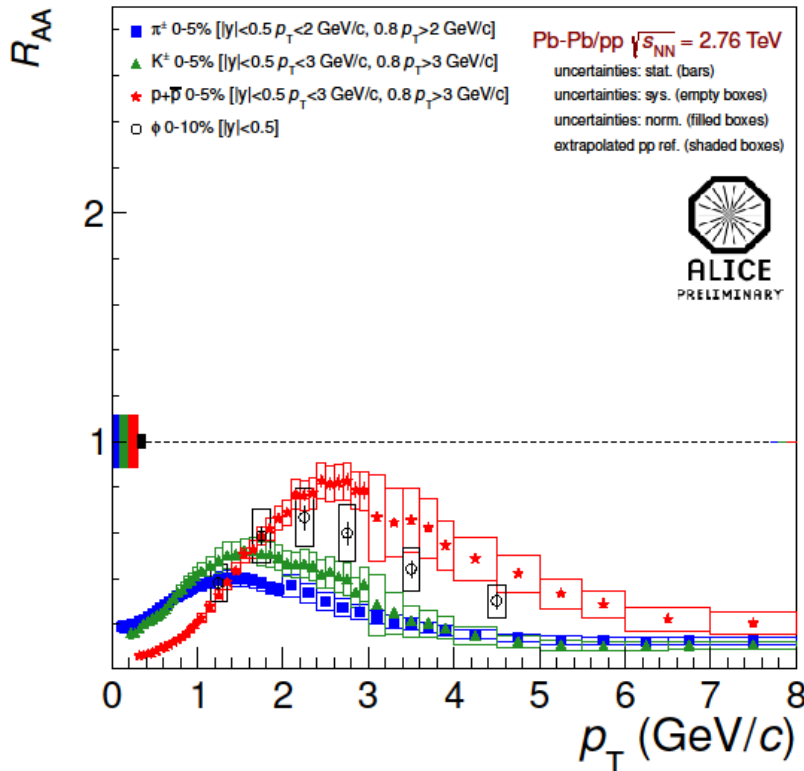 R_AA
π± 0-5% [|y|<0.5 p_T<2 GeV/c, 0.8 p_T>2 GeV/c]
K± 0-5% [|y|<0.5 p_T<3 GeV/c, 0.8 p_T>3 GeV/c]
p+p̅ 0-5% [|y|<0.5 p_T<3 GeV/c, 0.8 p_T>3 GeV/c]
ϕ 0-10% [|y|<0.5]
Pb-Pb/pp √s_NN = 2.76 TeV
uncertainties: stat. (bars)
uncertainties: sys. (empty boxes)
uncertainties: norm. (filled boxes)
extrapolated pp ref. (shaded boxes)
ALICE
PRELIMINARY
2
1
0 1 2 3 4 5 6 7 8
p_T (GeV/c)